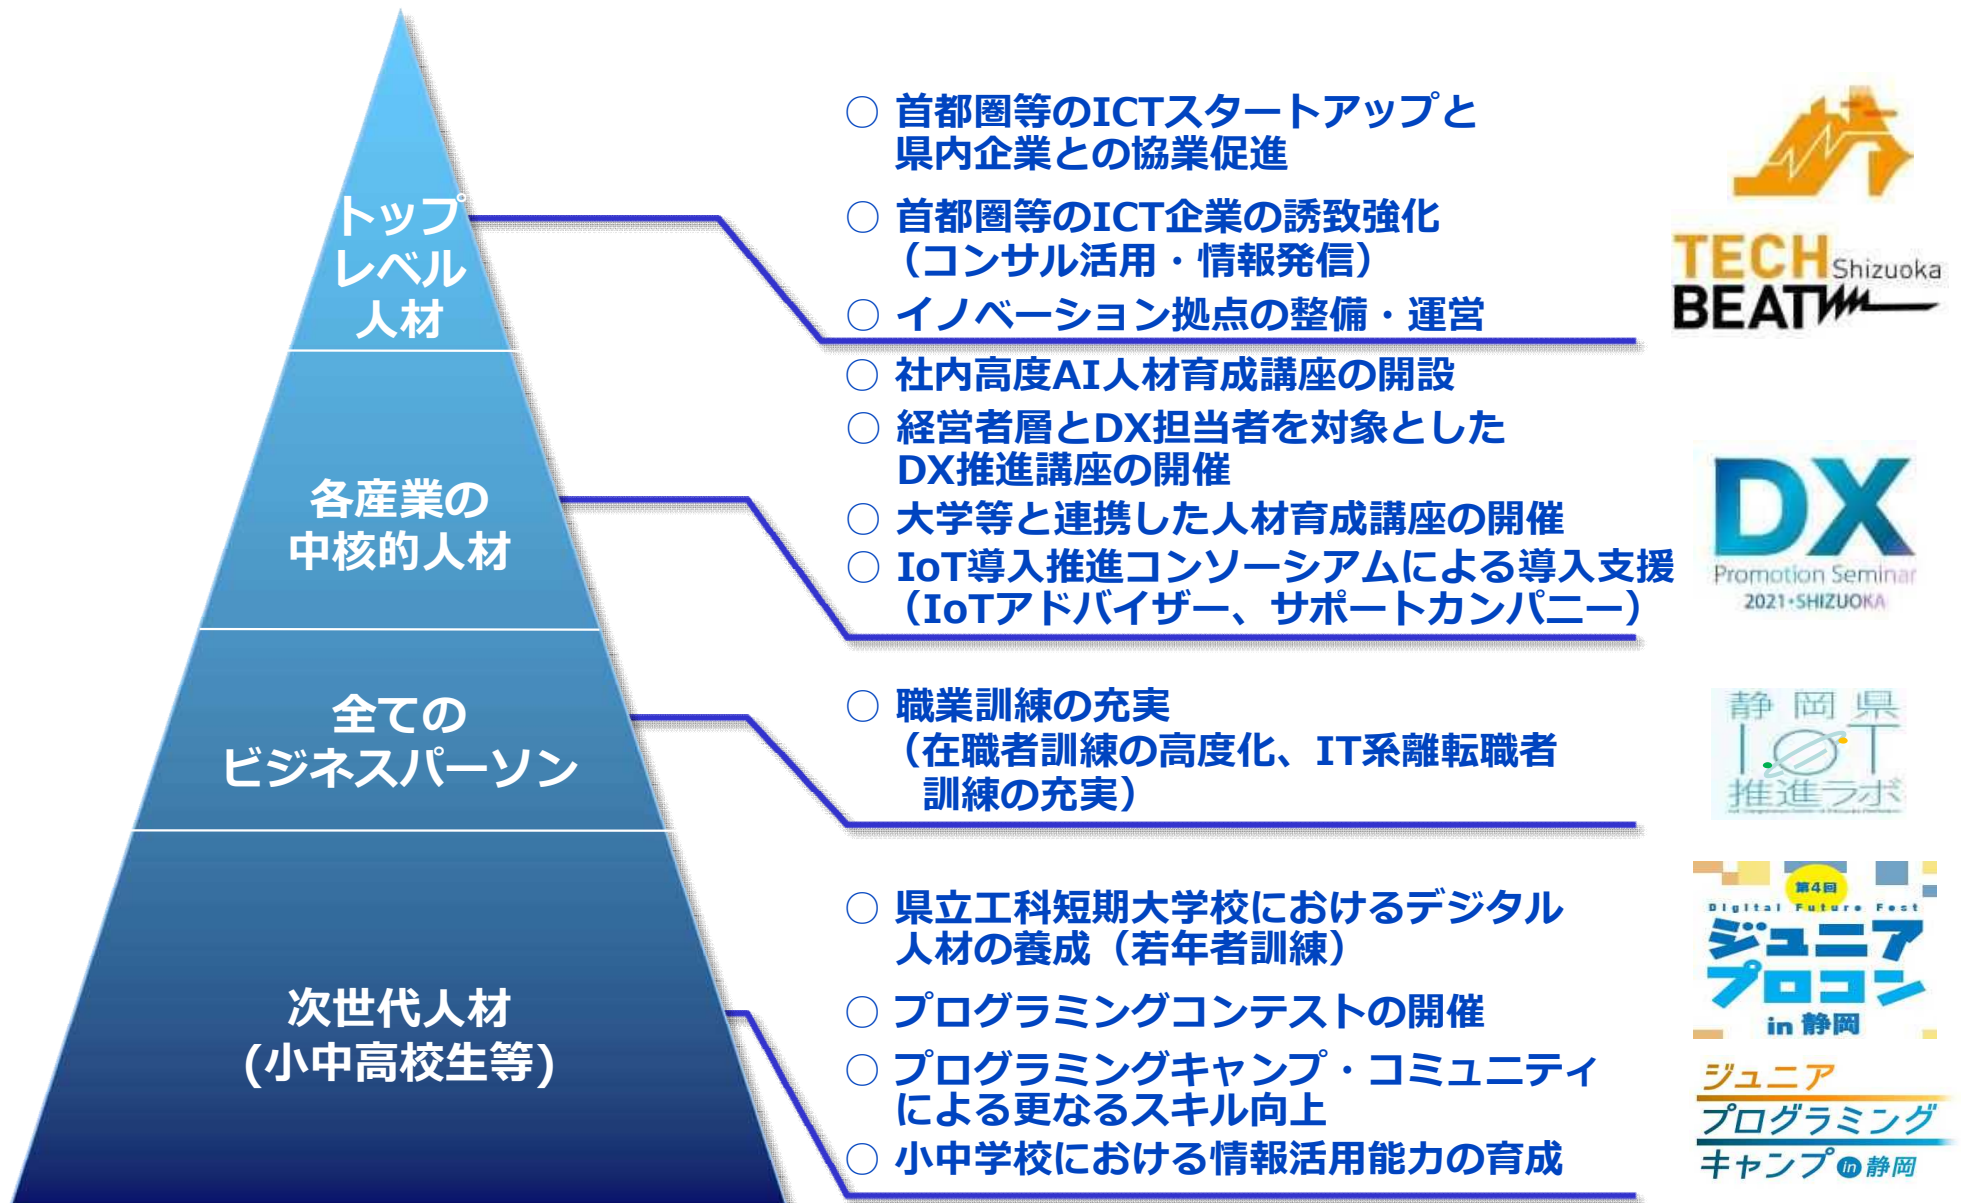 トップ
レベル
人材
○ 首都圏等のICTスタートアップと
県内企業との協業促進
○ 首都圏等のICT企業の誘致強化
（コンサル活用・情報発信）
○ イノベーション拠点の整備・運営
TECH
BEAT
Shizuoka
各産業の
中核的人材
○ 社内高度AI人材育成講座の開設
○ 経営者層とDX担当者を対象とした
DX推進講座の開催
○ 大学等と連携した人材育成講座の開催
○ IoT導入推進コンソーシアムによる導入支援
（IoTアドバイザー、サポートカンパニー）
DX
Promotion Seminar
2021・SHIZUOKA
全ての
ビジネスパーソン
○ 職業訓練の充実
（在職者訓練の高度化、IT系離転職者
訓練の充実）
静岡県
IoT
推進ラボ
次世代人材
(小中高校生等)
○ 県立工科短期大学校におけるデジタル
人材の養成（若年者訓練）
○ プログラミングコンテストの開催
○ プログラミングキャンプ・コミュニティ
による更なるスキル向上
○ 小中学校における情報活用能力の育成
第4回
Digital Future Fest
ジュニア
プロコン
in 静岡
ジュニア
プログラミング
キャンプ in 静岡